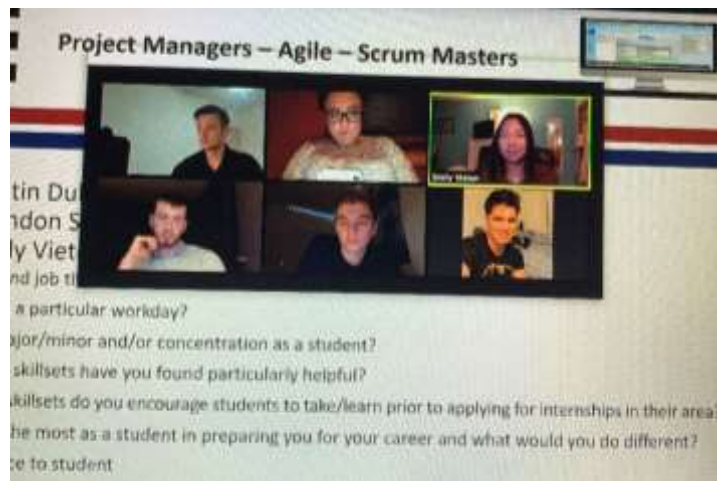 Project Managers – Agile – Scrum Masters
tin Du
ndon S
ly Viet
nd job ti
a particular workday?
ajor/minor and/or concentration as a student?
skillsets have you found particularly helpful?
skillsets do you encourage students to take/learn prior to applying for internships in their area?
he most as a student in preparing you for your career and what would you do different?
ce to student